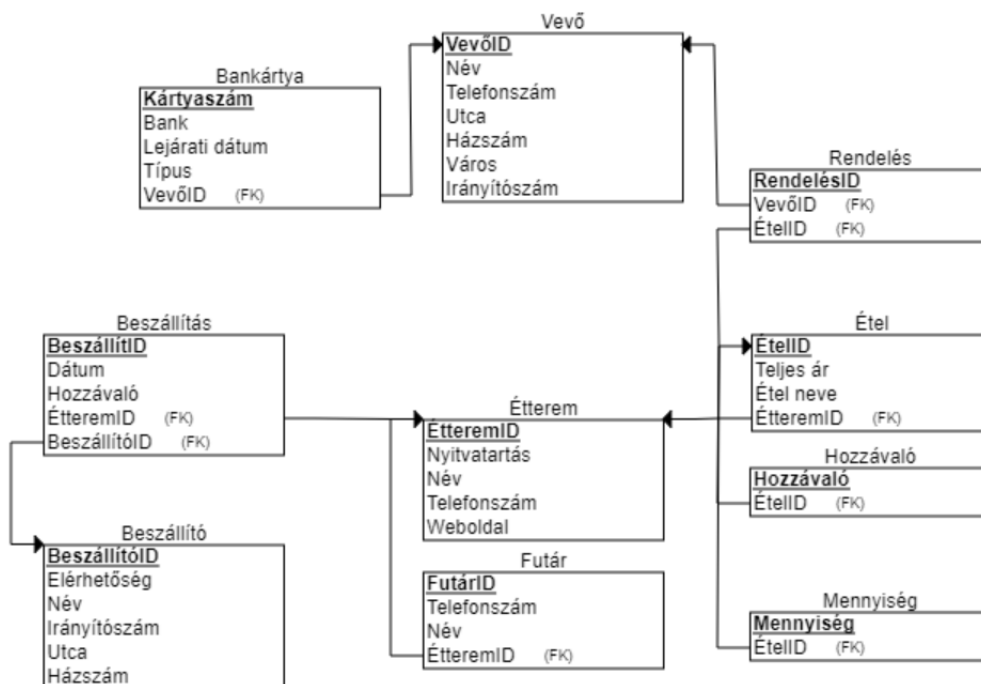 Vevő
VevőID
Név
Telefonszám
Utca
Házszám
Város
Irányítószám
Bankártya
Kártyaszám
Bank
Lejárati dátum
Típus
VevőID (FK)
Rendelés
RendelésID
VevőID (FK)
ÉtelID (FK)
Beszállítás
BeszállítID
Dátum
Hozzávaló
ÉtteremID (FK)
BeszállítóID (FK)
Étterem
ÉtteremID
Nyitvatartás
Név
Telefonszám
Weboldal
Étel
ÉtelID
Teljes ár
Étel neve
ÉtteremID (FK)
Hozzávaló
Hozzávaló
ÉtelID (FK)
Beszállító
BeszállítóID
Elérhetőség
Név
Irányítószám
Utca
Házszám
Futár
FutárID
Telefonszám
Név
ÉtteremID (FK)
Mennyiség
Mennyiség
ÉtelID (FK)